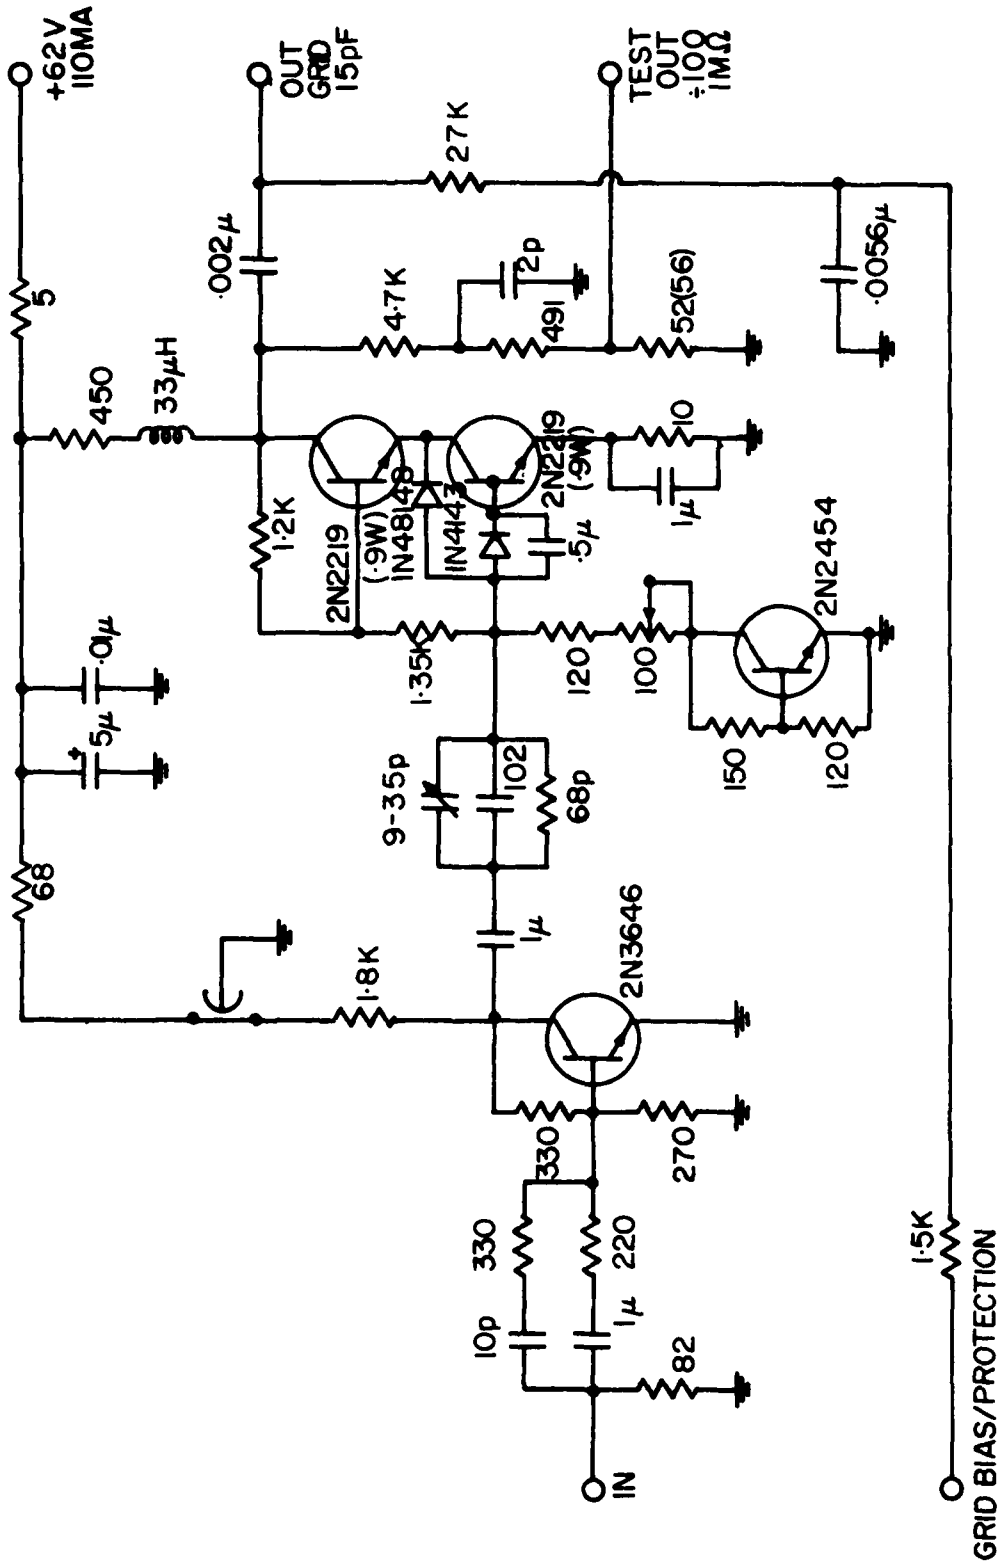 +62V
110MA
5
68
5μ
+
.01μ
450
33μH
.002μ
OUT
GRID
15pF
1.2K
4.7K
27K
2p
491
52(56)
TEST
OUT
÷100
1MΩ
2N2219
(.9W)
1N48148
1N4143
2N2219
(.9W)
.5μ
10
1μ
1.35K
120
100
2N2454
150
120
.0056μ
9-35p
102
68p
1.8K
1μ
2N3646
330
270
330
220
10p
1μ
82
IN
1.5K
GRID BIAS/PROTECTION